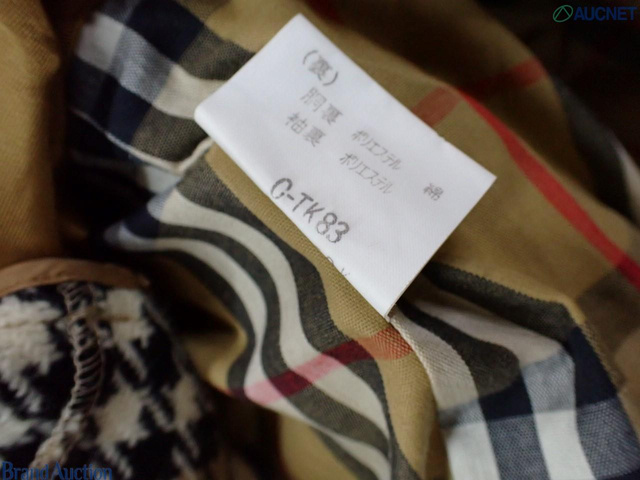 AUCNET
(裏)
胴裏 ポリエステル 綿
袖裏 ポリエステル
C-TK83
Brand Auction